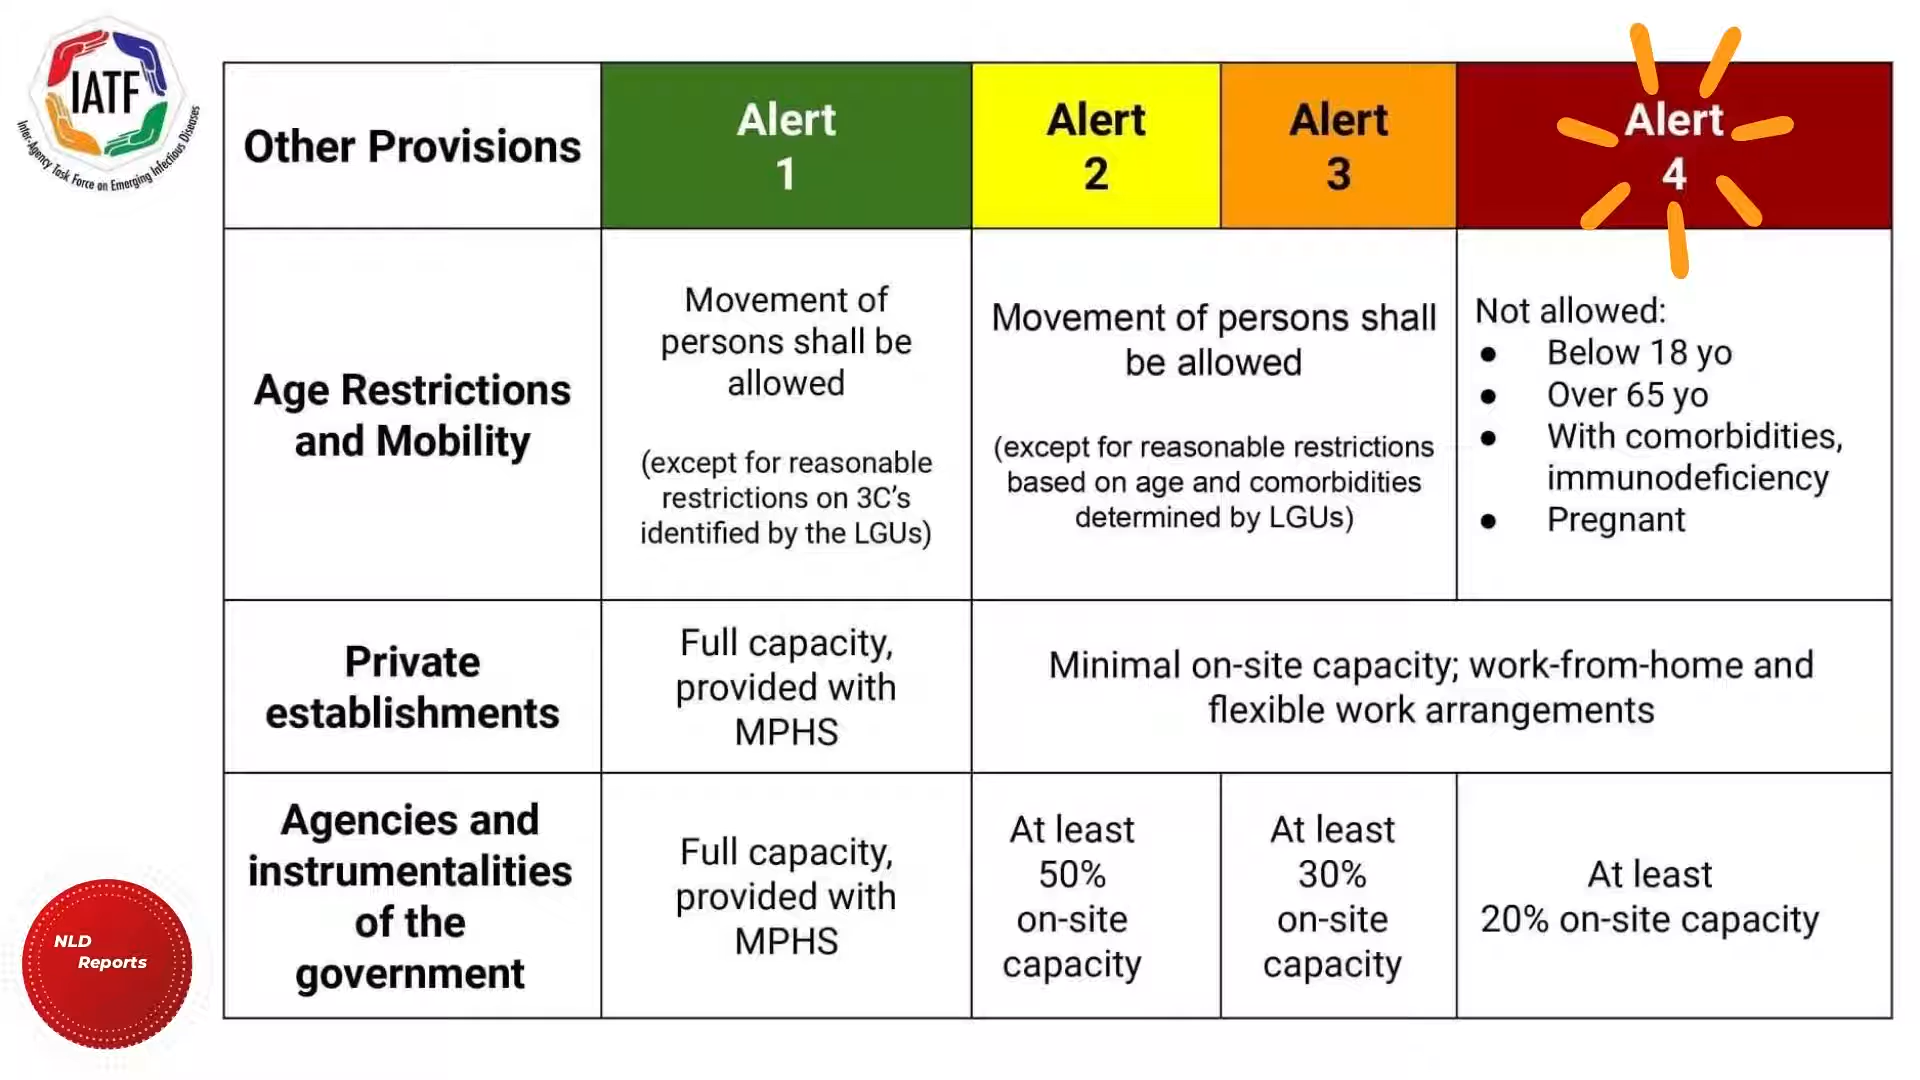 IATF
Inter-Agency Task Force on Emerging Infectious Diseases
Other Provisions
Alert
1
Alert
2
Alert
3
Alert
4
Age Restrictions
and Mobility
Movement of
persons shall be
allowed
(except for reasonable
restrictions on 3C's
identified by the LGUs)
Movement of persons shall
be allowed
(except for reasonable restrictions
based on age and comorbidities
determined by LGUs)
Not allowed:
● Below 18 yo
● Over 65 yo
● With comorbidities,
immunodeficiency
● Pregnant
Private
establishments
Full capacity,
provided with
MPHS
Minimal on-site capacity; work-from-home and
flexible work arrangements
Agencies and
instrumentalities
of the
government
Full capacity,
provided with
MPHS
At least
50%
on-site
capacity
At least
30%
on-site
capacity
At least
20% on-site capacity
NLD
Reports